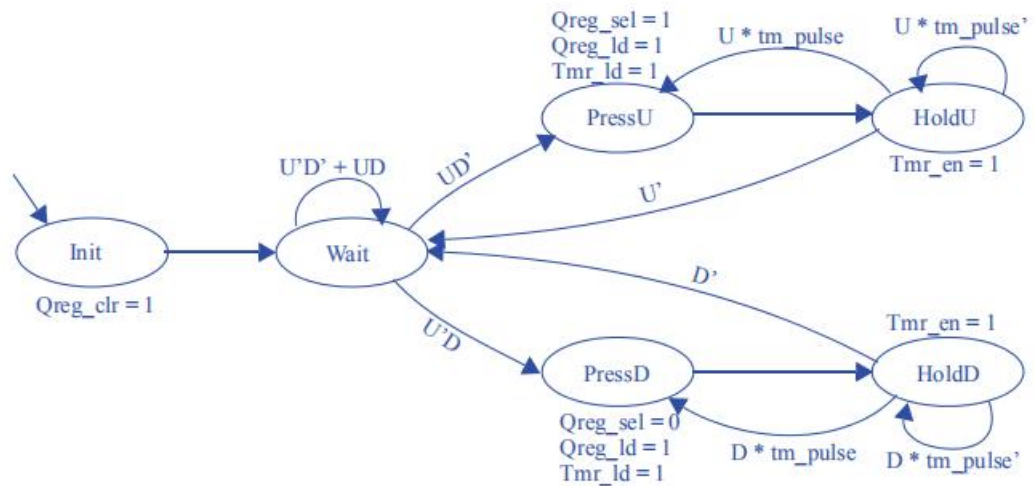 Qreg_sel = 1
Qreg_ld = 1
Tmr_ld = 1
U * tm_pulse
U * tm_pulse’
PressU
HoldU
Tmr_en = 1
U’D’ + UD
UD’
U’
Init
Wait
Qreg_clr = 1
D’
U’D
Tmr_en = 1
PressD
HoldD
Qreg_sel = 0
Qreg_ld = 1
Tmr_ld = 1
D * tm_pulse
D * tm_pulse’